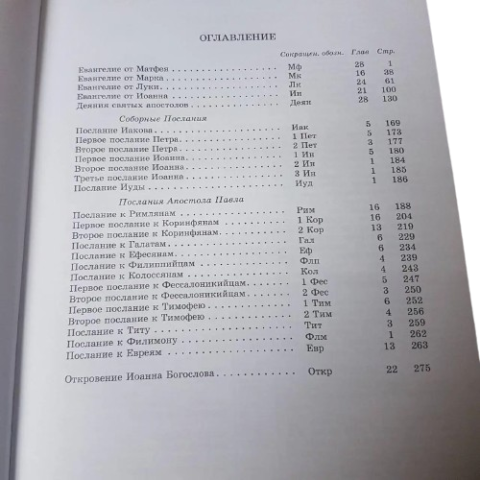 ОГЛАВЛЕНИЕ
Сокращен. обозн. Глав Стр.
Евангелие от Матфея . . . . . . . . . . . . Мф 28 1
Евангелие от Марка . . . . . . . . . . . . Мк 16 38
Евангелие от Луки . . . . . . . . . . . . Лк 24 61
Евангелие от Иоанна . . . . . . . . . . . . Ин 21 100
Деяния святых апостолов . . . . . . . . . . Деян 28 130
Соборные Послания
Послание Иакова . . . . . . . . . . . . Иак 5 169
Первое послание Петра . . . . . . . . . . . . 1 Пет 5 173
Второе послание Петра . . . . . . . . . . . . 2 Пет 3 177
Первое послание Иоанна . . . . . . . . . . . . 1 Ин 5 180
Второе послание Иоанна . . . . . . . . . . . . 2 Ин 1 184
Третье послание Иоанна . . . . . . . . . . . . 3 Ин 1 185
Послание Иуды . . . . . . . . . . . . Иуд 1 186
Послания Апостола Павла
Послание к Римлянам . . . . . . . . . . . . Рим 16 188
Первое послание к Коринфянам . . . . . . . . 1 Кор 16 204
Второе послание к Коринфянам . . . . . . . . 2 Кор 13 219
Послание к Галатам . . . . . . . . . . . . Гал 6 229
Послание к Ефесянам . . . . . . . . . . . . Еф 6 234
Послание к Филиппийцам . . . . . . . . . . Флп 4 239
Послание к Колоссянам . . . . . . . . . . . . Кол 4 243
Первое послание к Фессалоникийцам . . . . . . 1 Фес 5 247
Второе послание к Фессалоникийцам . . . . . . 2 Фес 3 250
Первое послание к Тимофею . . . . . . . . . . 1 Тим 6 252
Второе послание к Тимофею . . . . . . . . . . 2 Тим 4 256
Послание к Титу . . . . . . . . . . . . Тит 3 259
Послание к Филимону . . . . . . . . . . . . Флм 1 262
Послание к Евреям . . . . . . . . . . . . Евр 13 263
Откровение Иоанна Богослова . . . . . . . . . . Откр 22 275